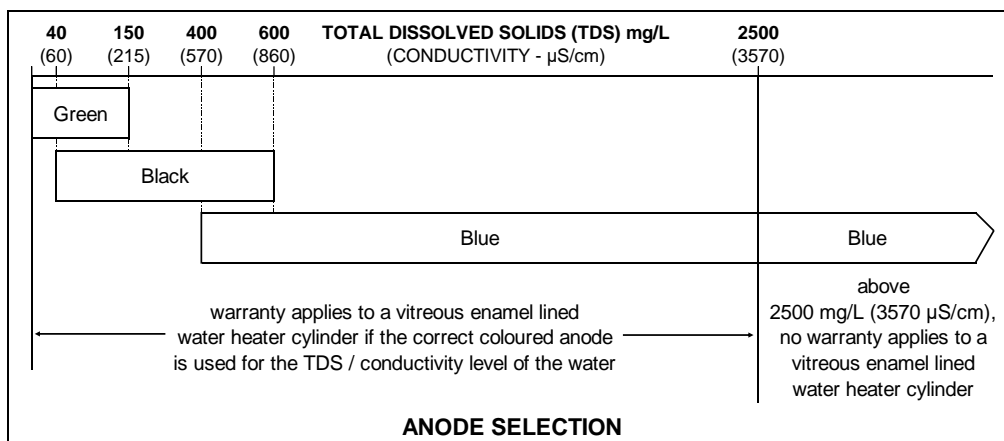 40 150 400 600 TOTAL DISSOLVED SOLIDS (TDS) mg/L 2500
(60) (215) (570) (860) (CONDUCTIVITY - µS/cm) (3570)
Green
Black
Blue Blue
warranty applies to a vitreous enamel lined
water heater cylinder if the correct coloured anode
is used for the TDS / conductivity level of the water
above
2500 mg/L (3570 µS/cm),
no warranty applies to a
vitreous enamel lined
water heater cylinder
ANODE SELECTION